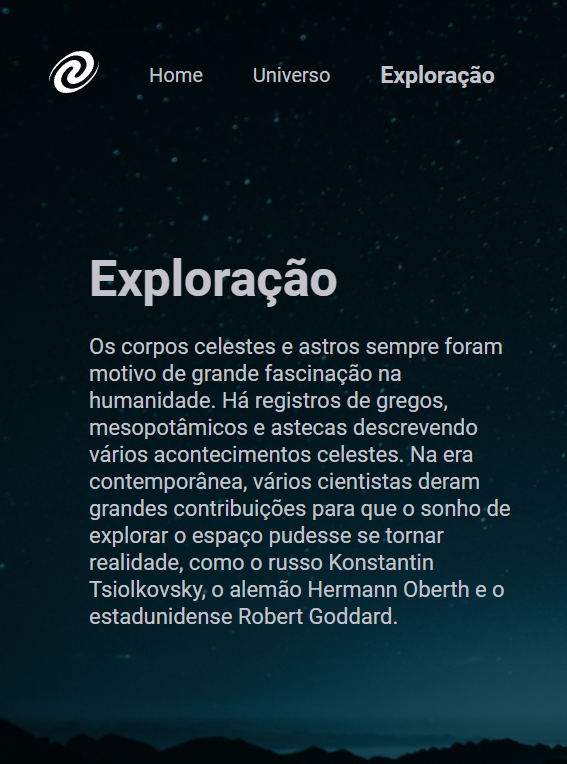 Home Universo Exploração
Exploração
Os corpos celestes e astros sempre foram
motivo de grande fascinação na
humanidade. Há registros de gregos,
mesopotâmicos e astecas descrevendo
vários acontecimentos celestes. Na era
contemporânea, vários cientistas deram
grandes contribuições para que o sonho de
explorar o espaço pudesse se tornar
realidade, como o russo Konstantin
Tsiolkovsky, o alemão Hermann Oberth e o
estadunidense Robert Goddard.